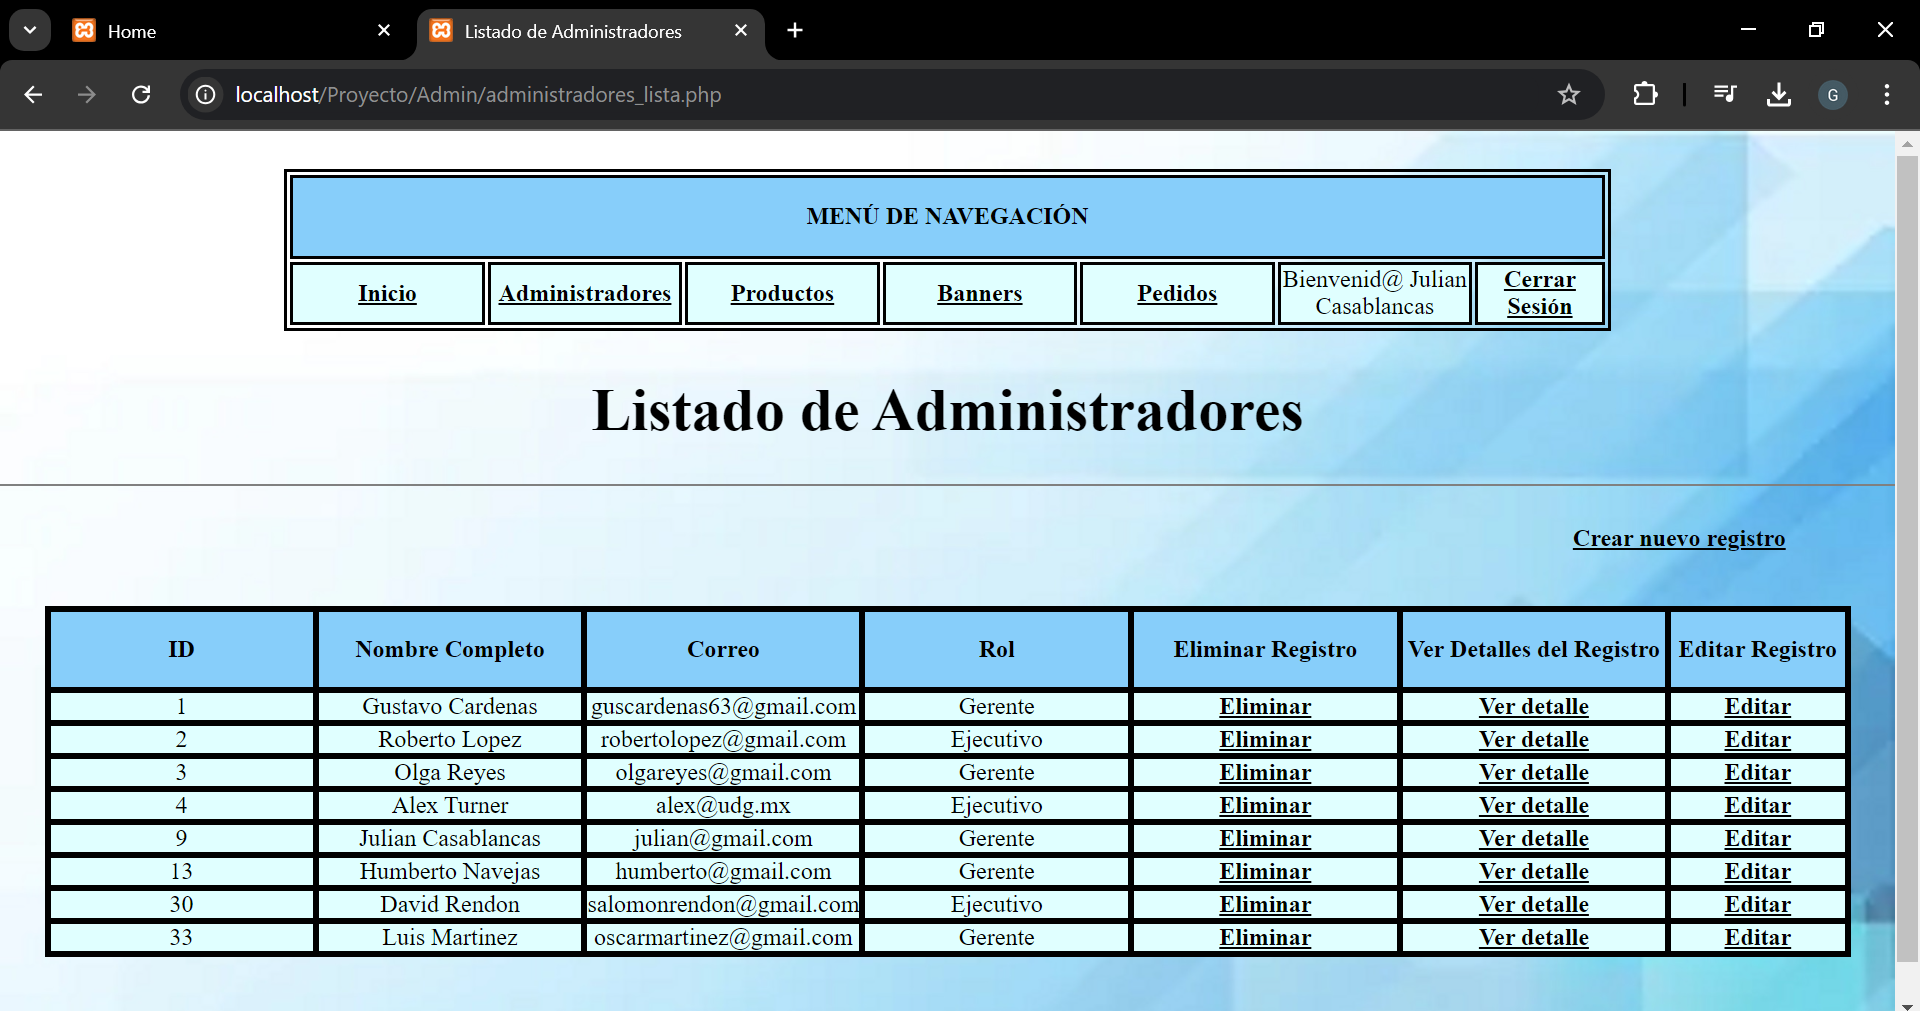 Home
Listado de Administradores
localhost/Proyecto/Admin/administradores_lista.php
G
MENÚ DE NAVEGACIÓN
Inicio Administradores Productos Banners Pedidos Bienvenid@ Julian Casablancas Cerrar Sesión
Listado de Administradores
Crear nuevo registro
ID Nombre Completo Correo Rol Eliminar Registro Ver Detalles del Registro Editar Registro
1 Gustavo Cardenas guscardenas63@gmail.com Gerente Eliminar Ver detalle Editar
2 Roberto Lopez robertolopez@gmail.com Ejecutivo Eliminar Ver detalle Editar
3 Olga Reyes olgareyes@gmail.com Gerente Eliminar Ver detalle Editar
4 Alex Turner alex@udg.mx Ejecutivo Eliminar Ver detalle Editar
9 Julian Casablancas julian@gmail.com Gerente Eliminar Ver detalle Editar
13 Humberto Navejas humberto@gmail.com Gerente Eliminar Ver detalle Editar
30 David Rendon salomonrendon@gmail.com Ejecutivo Eliminar Ver detalle Editar
33 Luis Martinez oscarmartinez@gmail.com Gerente Eliminar Ver detalle Editar